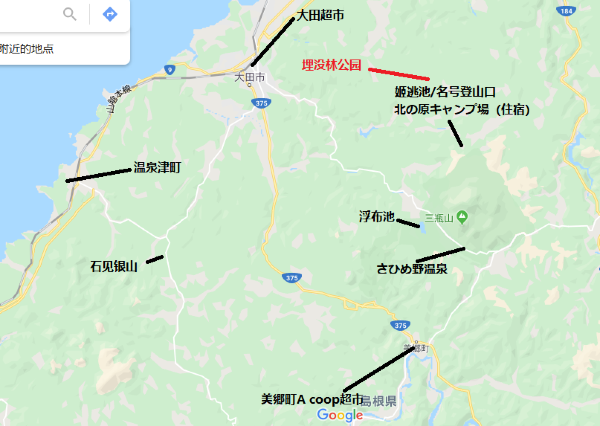 大田超市
附近的地点
9
埋没林公园
大田市
山陰本線
375
姬逃池/名号登山口
北の原キャンプ場（住宿）
温泉津町
浮布池
三瓶山
石见银山
さひめ野温泉
375
375
美郷町
美郷町A coop超市
島根県
Google